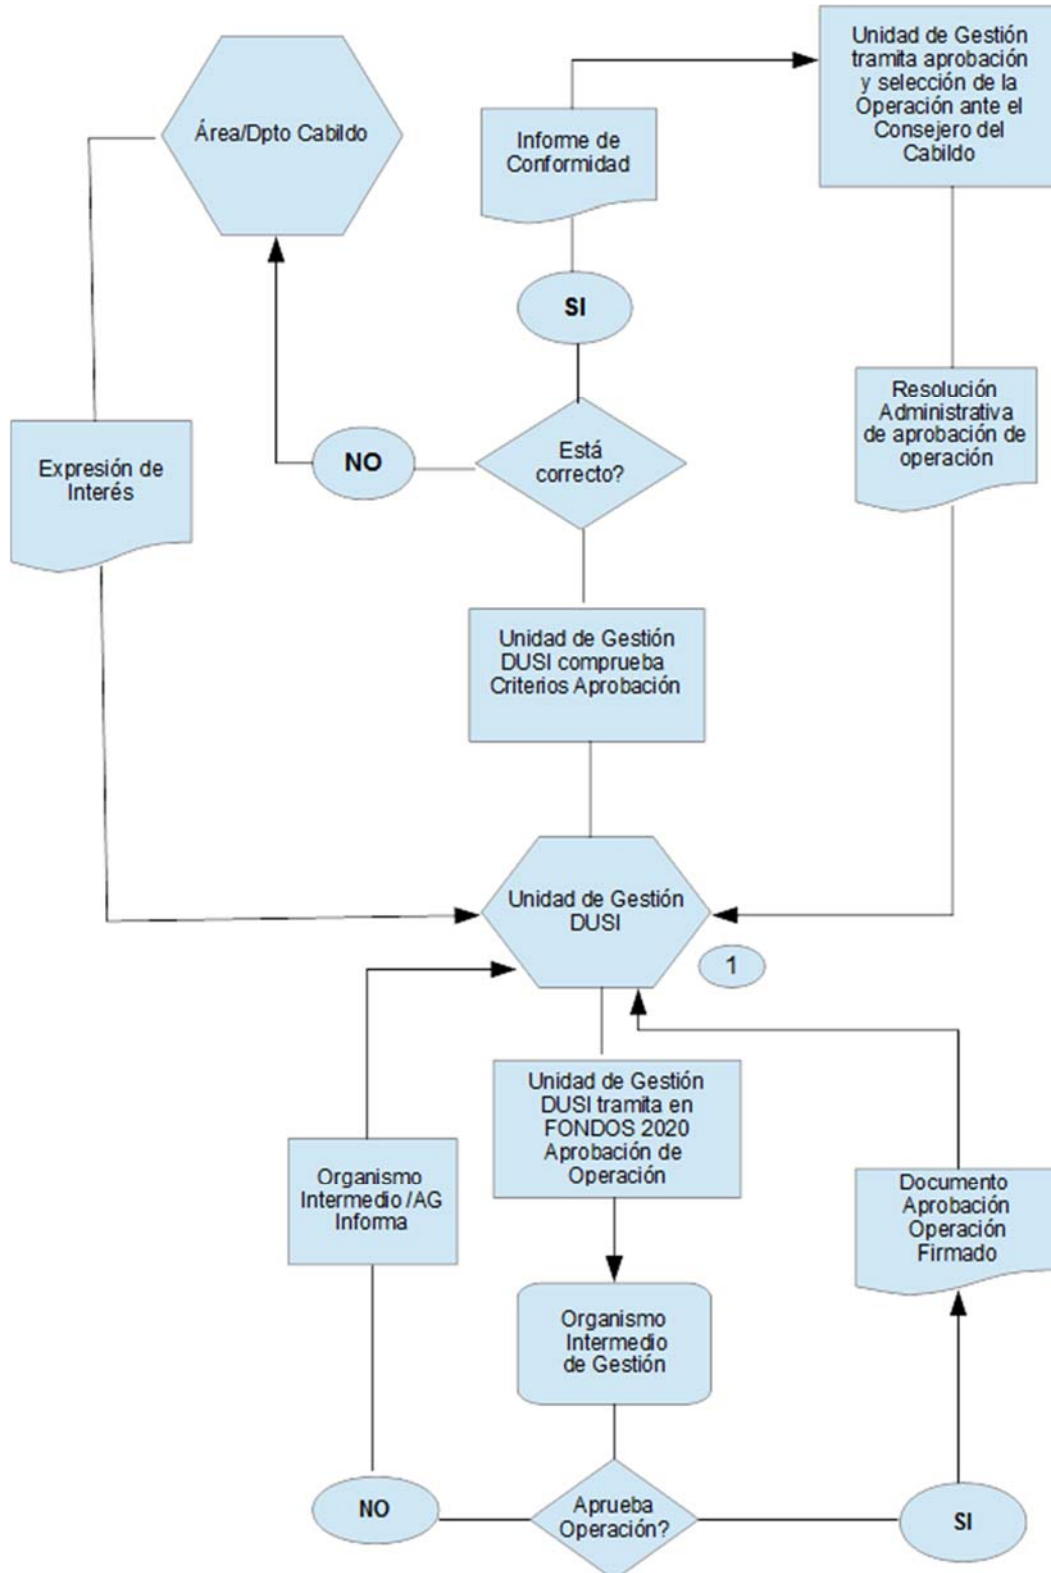 Unidad de Gestión
tramita aprobación
y selección de la
Operación ante el
Consejero del
Cabildo
Área/Dpto Cabildo
Informe de
Conformidad
SI
Resolución
Administrativa
de aprobación de
operación
Está
correcto?
NO
Expresión de
Interés
Unidad de Gestión
DUSI comprueba
Criterios Aprobación
Unidad de Gestión
DUSI
1
Unidad de Gestión
DUSI tramita en
FONDOS 2020
Aprobación de
Operación
Organismo
Intermedio /AG
Informa
Documento
Aprobación
Operación
Firmado
Organismo
Intermedio
de Gestión
NO
Aprueba
Operación?
SI